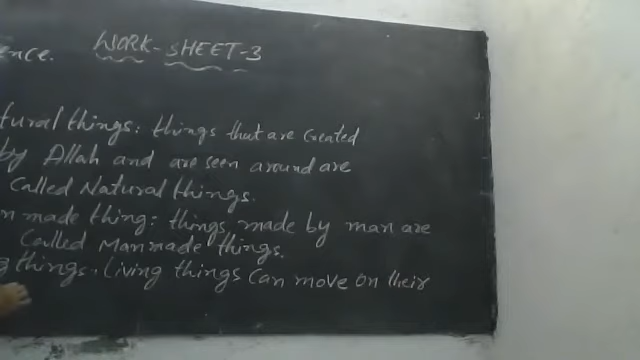 ence. WORK-SHEET-3
tural things: things that are Created
by Allah and are seen around are
Called Natural things.
n made thing: things made by man are
Called Manmade things.
g things. Living things Can move on their